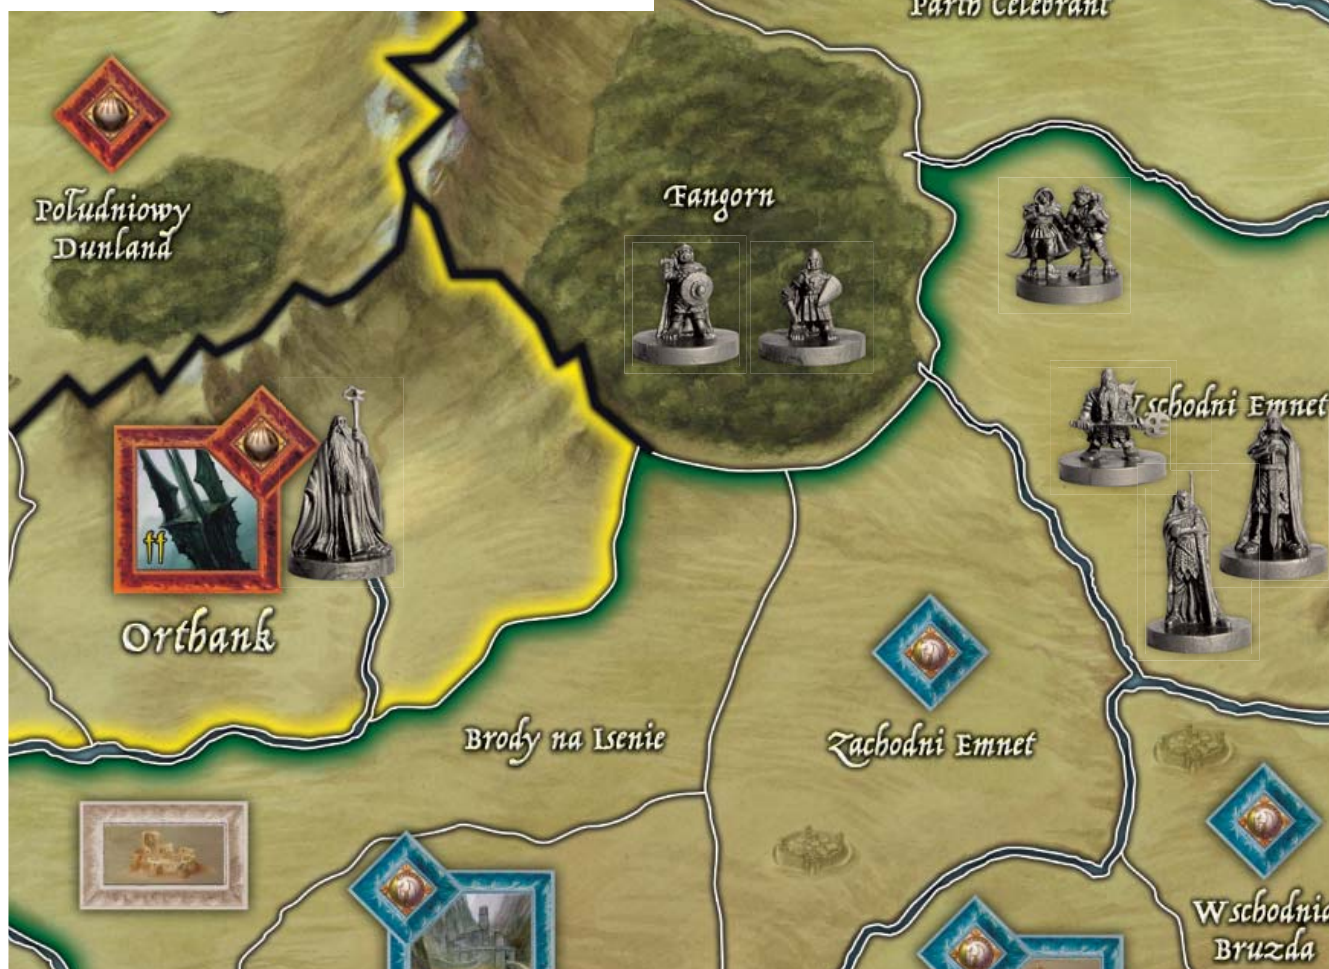 Parth Celebrant
Południowy
Dunland
Fangorn
Wschodni Emnet
Orthank
Brody na Isenie
Zachodni Emnet
Wschodnia
Bruzda